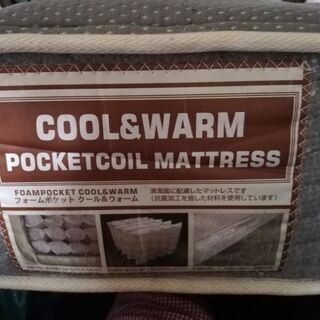 COOL&WARM
POCKETCOIL MATTRESS
FOAMPOCKET COOL&WARM
フォームポケット クール&ウォーム
清潔面に配慮したマットレスです
(抗菌加工を施した材料を使用しています)